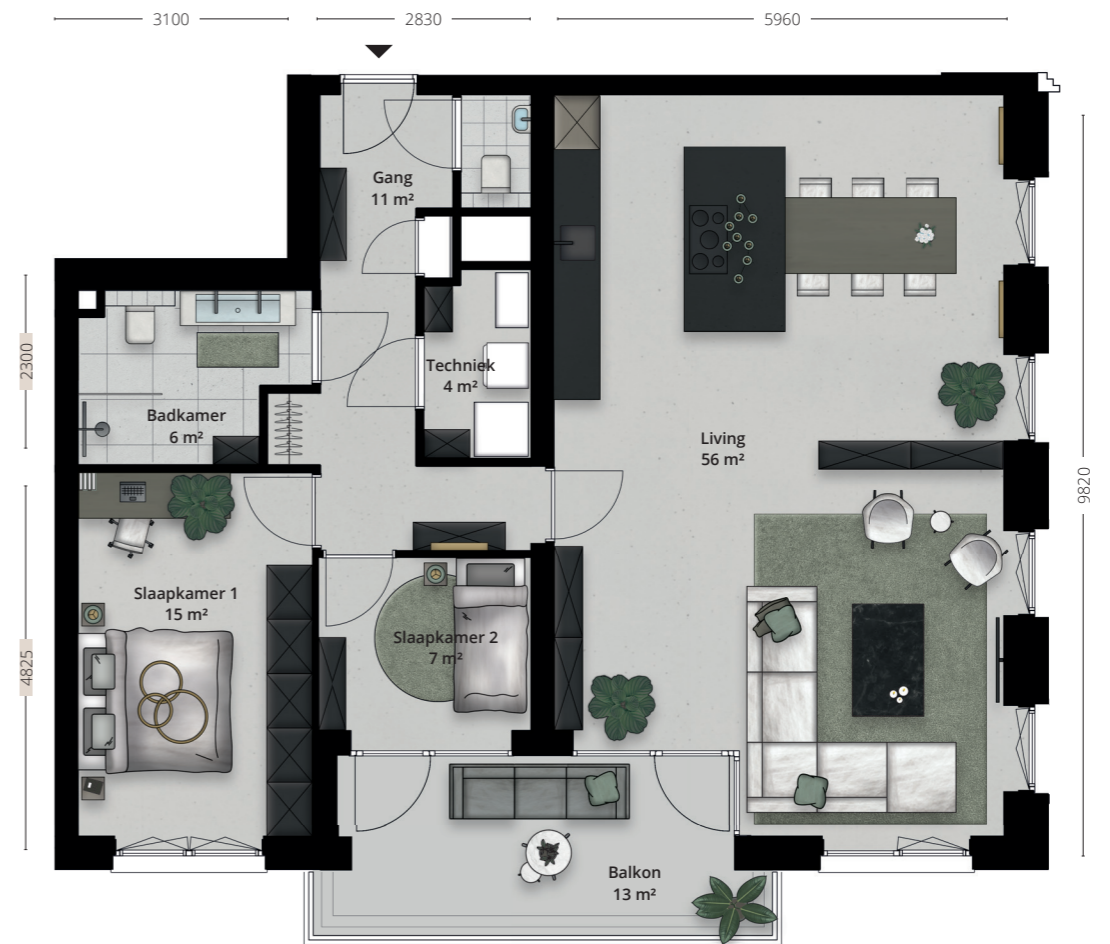 3100
2830
5960
Gang
11 m²
2300
Techniek
4 m²
Badkamer
6 m²
Living
56 m²
9820
Slaapkamer 1
15 m²
Slaapkamer 2
7 m²
4825
Balkon
13 m²